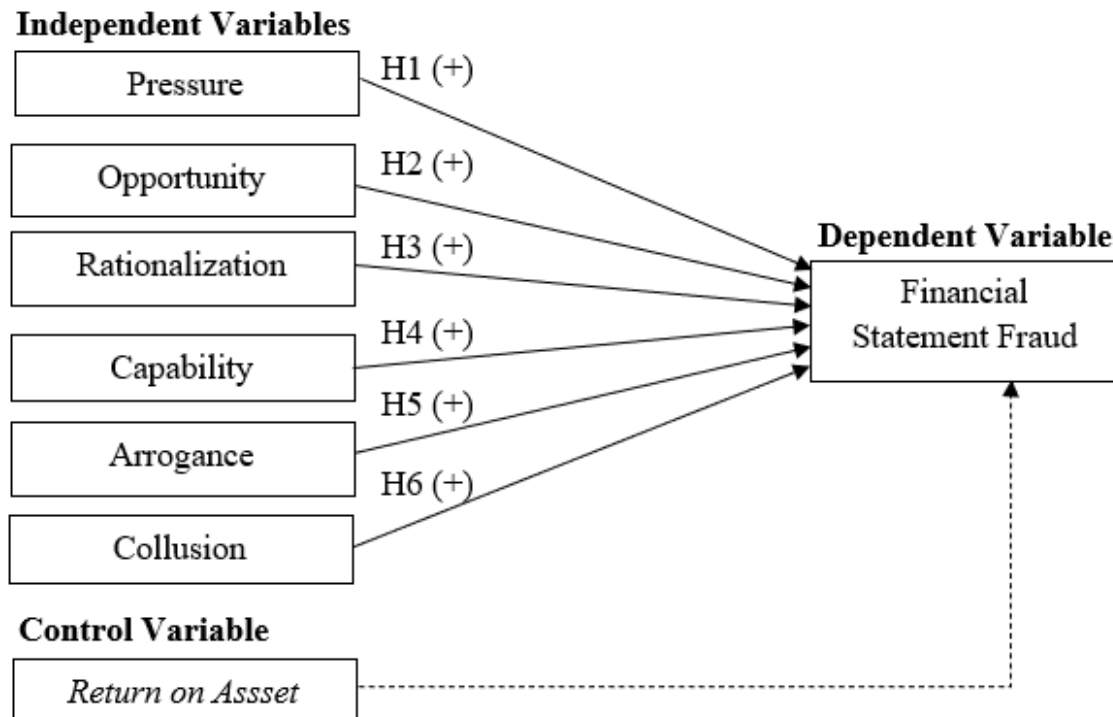 Independent Variables
Pressure
H1 (+)
Opportunity
H2 (+)
Rationalization
H3 (+)
Capability
H4 (+)
Arrogance
H5 (+)
Collusion
H6 (+)
Dependent Variable
Financial
Statement Fraud
Control Variable
Return on Assset